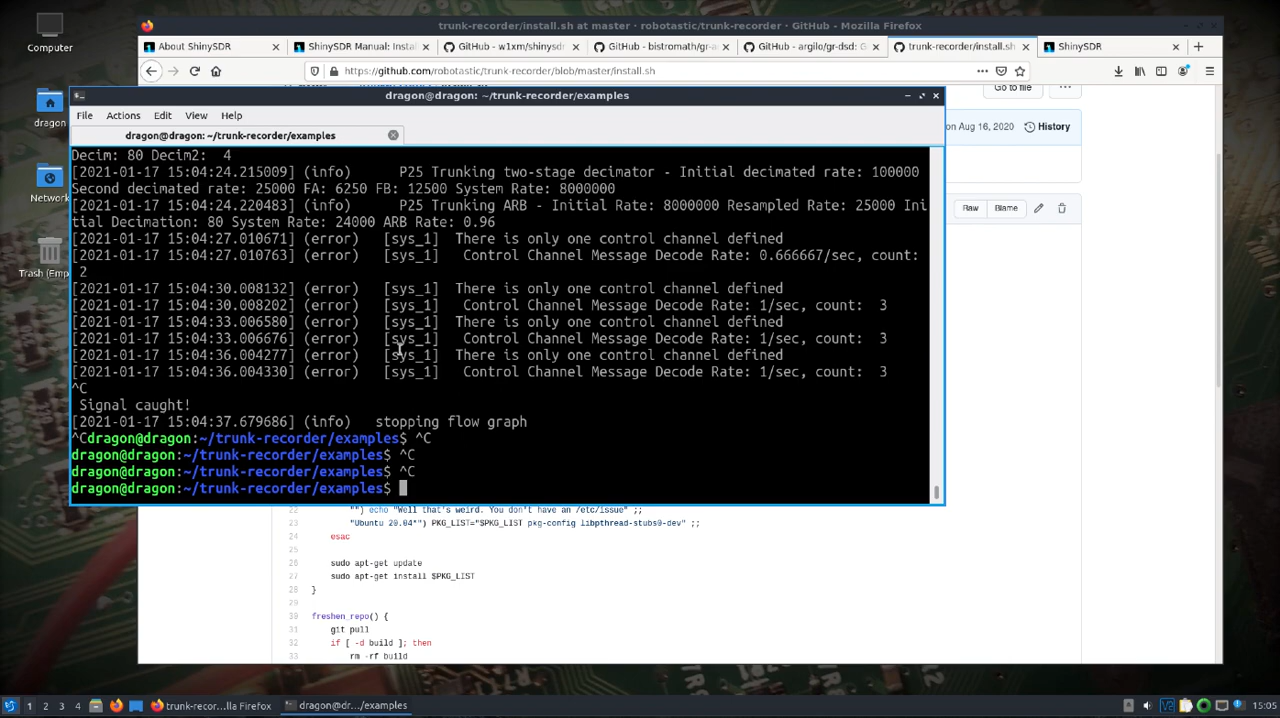 Computer
dragon
Network
Trash (Emp
trunk-recorder/install.sh at master · robotastic/trunk-recorder · GitHub - Mozilla Firefox
About ShinySDR
ShinySDR Manual: Instal
GitHub - w1xm/shinysdr
GitHub - bistromath/gr-a
GitHub - argilo/gr-dsd: G
trunk-recorder/install.sh
ShinySDR
https://github.com/robotastic/trunk-recorder/blob/master/install.sh
Go to file
on Aug 16, 2020
History
Raw
Blame
dragon@dragon: ~/trunk-recorder/examples
File Actions Edit View Help
dragon@dragon: ~/trunk-recorder/examples
Decim: 80 Decim2:  4
[2021-01-17 15:04:24.215009] (info)      P25 Trunking two-stage decimator - Initial decimated rate: 100000
Second decimated rate: 25000 FA: 6250 FB: 12500 System Rate: 8000000
[2021-01-17 15:04:24.220483] (info)      P25 Trunking ARB - Initial Rate: 8000000 Resampled Rate: 25000 Ini
tial Decimation: 80 System Rate: 24000 ARB Rate: 0.96
[2021-01-17 15:04:27.010671] (error)   [sys_1]  There is only one control channel defined
[2021-01-17 15:04:27.010763] (error)   [sys_1]   Control Channel Message Decode Rate: 0.666667/sec, count:
2
[2021-01-17 15:04:30.008132] (error)   [sys_1]  There is only one control channel defined
[2021-01-17 15:04:30.008202] (error)   [sys_1]   Control Channel Message Decode Rate: 1/sec, count:  3
[2021-01-17 15:04:33.006580] (error)   [sys_1]  There is only one control channel defined
[2021-01-17 15:04:33.006676] (error)   [sys_1]   Control Channel Message Decode Rate: 1/sec, count:  3
[2021-01-17 15:04:36.004277] (error)   [sys_1]  There is only one control channel defined
[2021-01-17 15:04:36.004330] (error)   [sys_1]   Control Channel Message Decode Rate: 1/sec, count:  3
^C
Signal caught!
[2021-01-17 15:04:37.679686] (info)   stopping flow graph
^Cdragon@dragon:~/trunk-recorder/examples$ ^C
dragon@dragon:~/trunk-recorder/examples$ ^C
dragon@dragon:~/trunk-recorder/examples$ ^C
dragon@dragon:~/trunk-recorder/examples$
22 "") echo "Well that's weird. You don't have an /etc/issue" ;;
23 "Ubuntu 20.04*") PKG_LIST="$PKG_LIST pkg-config libpthread-stubs0-dev" ;;
24 esac
25
26 sudo apt-get update
27 sudo apt-get install $PKG_LIST
28 }
29
30 freshen_repo() {
31 git pull
32 if [ -d build ]; then
33 rm -rf build
1 2 3 4
trunk-recor...lla Firefox
dragon@dr.../examples
15:05